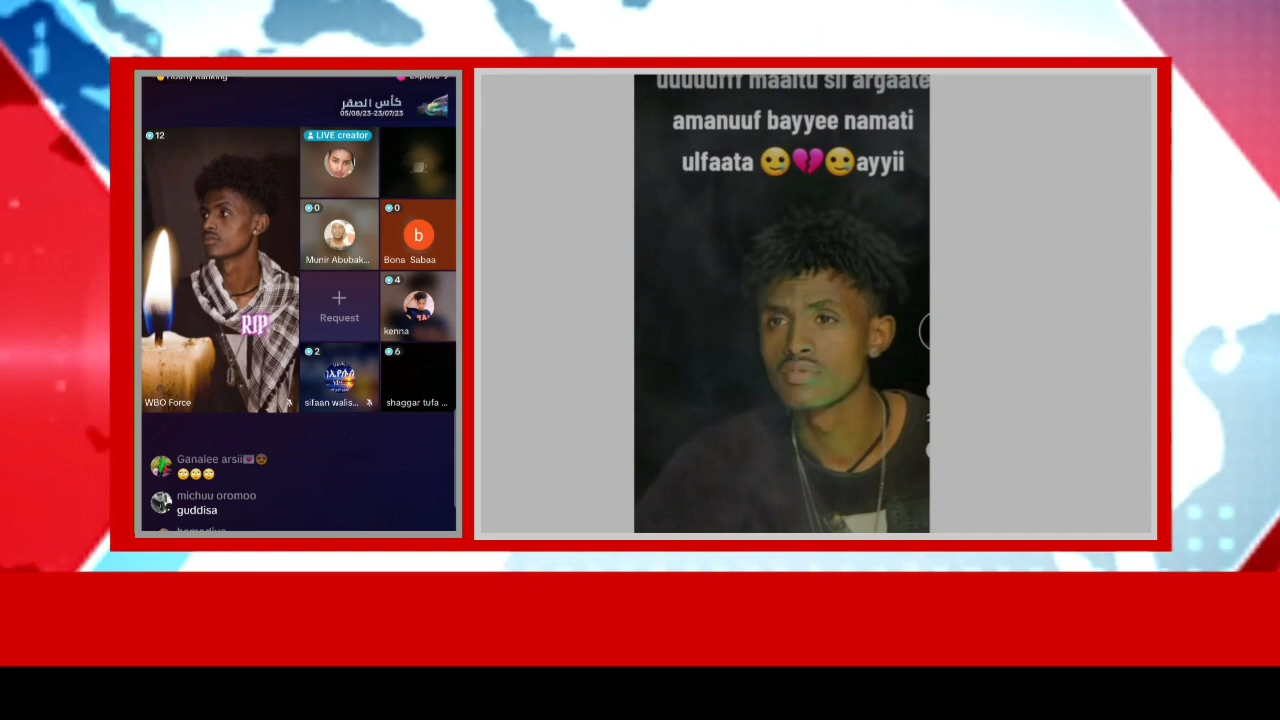 Hourly Ranking
Explore
كأس الصقر
05/08/23-23/07/23
12
LIVE creator
0
Munir Abubak...
0
b
Bona Sabaa
RIP
+
Request
4
kenna
WBO Force
2
sifaan walis...
6
shaggar tufa ...
Ganalee arsii
🙄🙄🙄
michuu oromoo
guddisa
hamadiya
uuuuufff maaltu sii argaate
amanuuf bayyee namati
ulfaata 🥲💔🥲ayyii